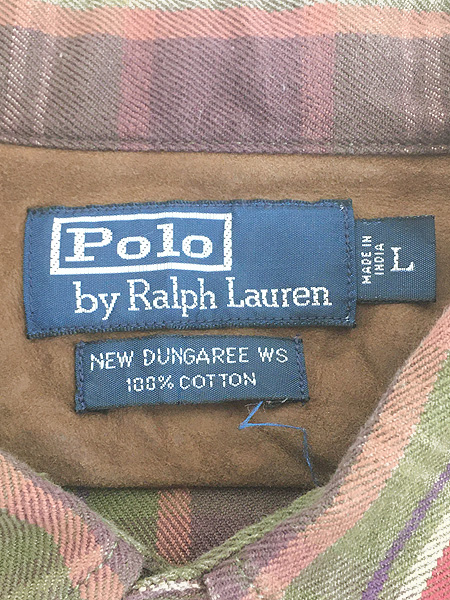 Polo
by Ralph Lauren
MADE IN
INDIA
L
NEW DUNGAREE WS
100% COTTON